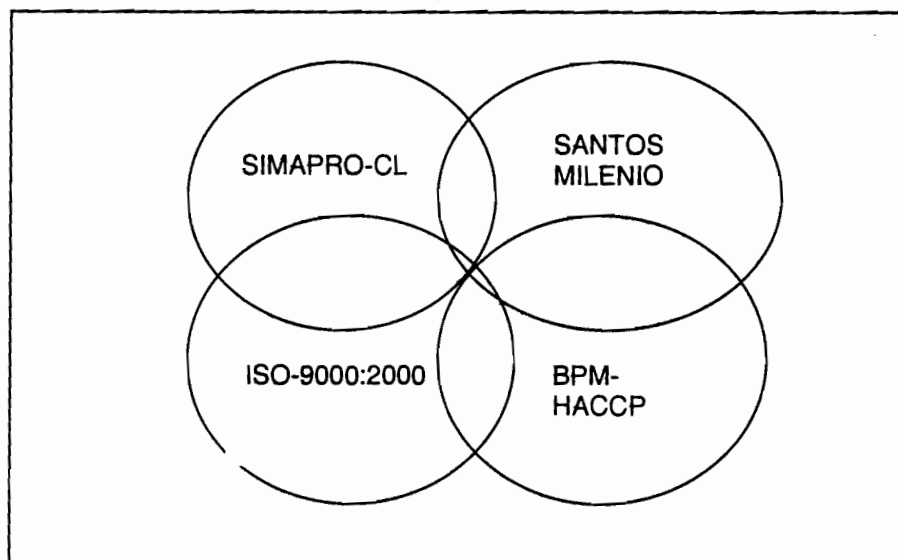 SIMAPRO-CL
SANTOS
MILENIO
ISO-9000:2000
BPM-
HACCP